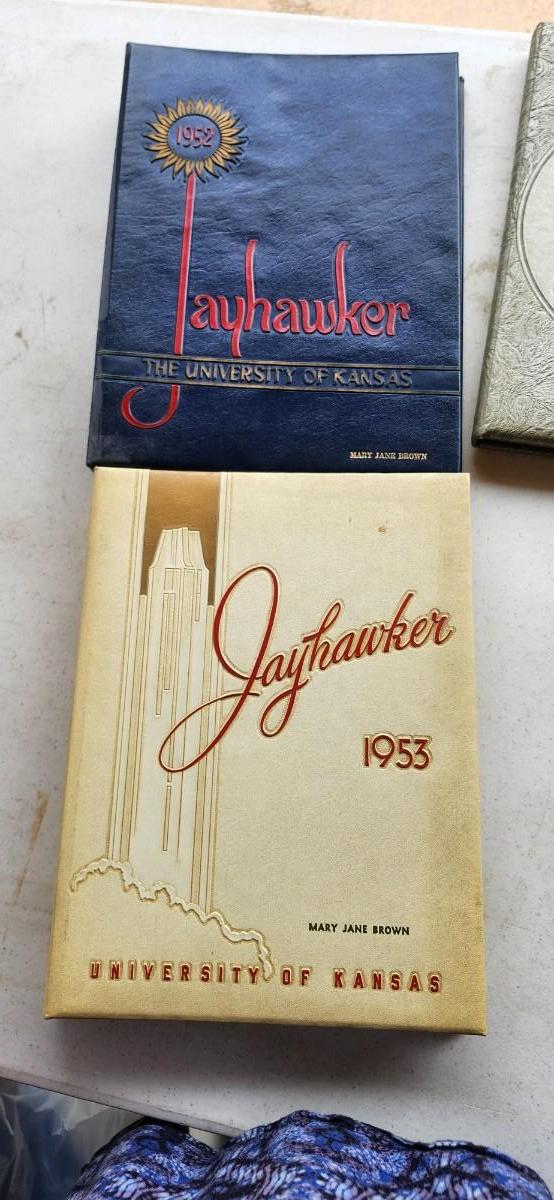 1952
Jayhawker
THE UNIVERSITY OF KANSAS
MARY JANE BROWN
Jayhawker
1953
MARY JANE BROWN
UNIVERSITY OF KANSAS